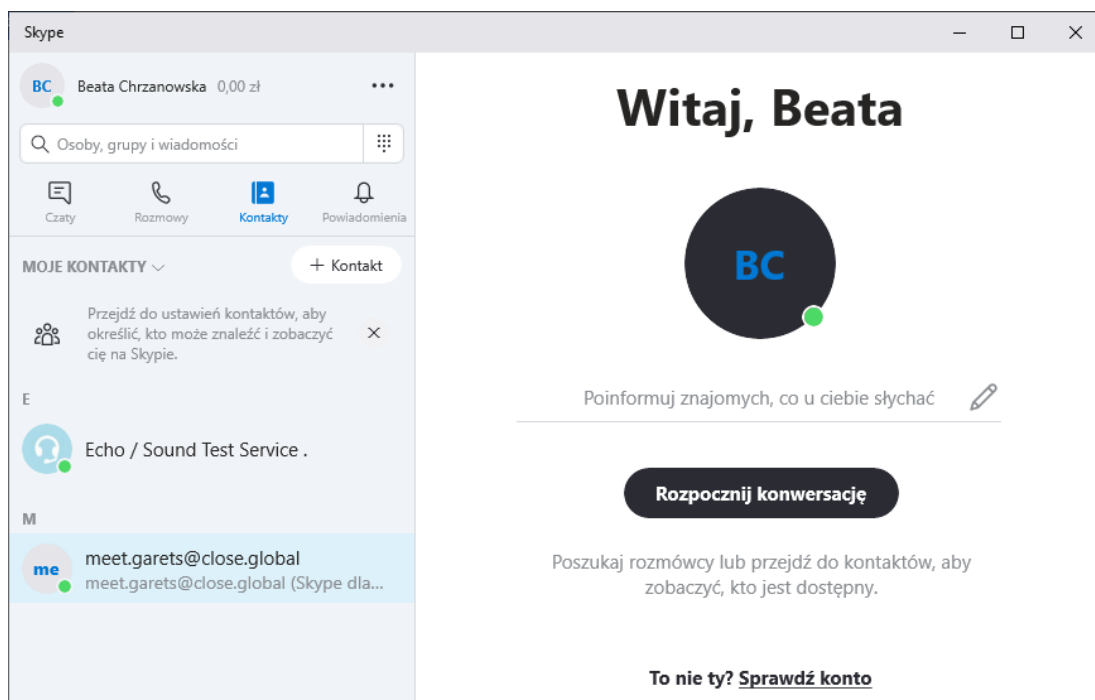 Skype
BC Beata Chrzanowska 0,00 zł
Osoby, grupy i wiadomości
Czaty Rozmowy Kontakty Powiadomienia
MOJE KONTAKTY + Kontakt
Przejdź do ustawień kontaktów, aby
określić, kto może znaleźć i zobaczyć
cię na Skypie.
E
Echo / Sound Test Service .
M
me meet.garets@close.global
meet.garets@close.global (Skype dla...
Witaj, Beata
BC
Poinformuj znajomych, co u ciebie słychać
Rozpocznij konwersację
Poszukaj rozmówcy lub przejdź do kontaktów, aby
zobaczyć, kto jest dostępny.
To nie ty? Sprawdź konto